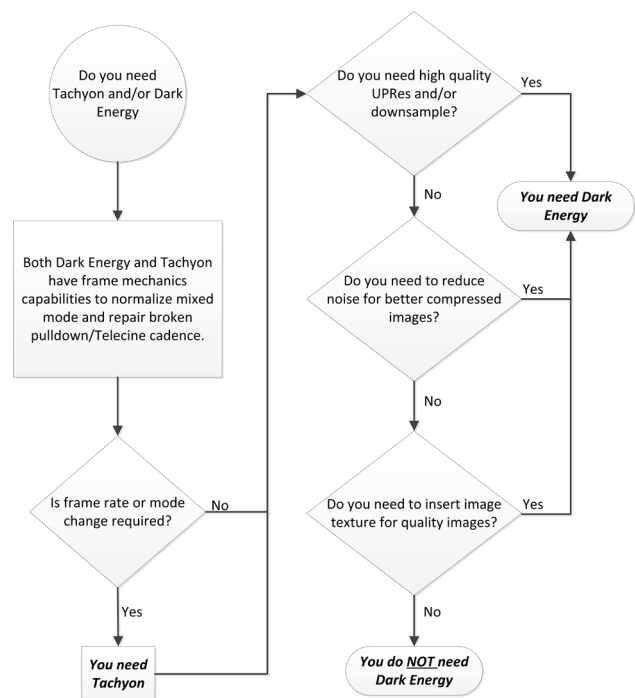 Do you need
Tachyon and/or Dark
Energy
Both Dark Energy and Tachyon
have frame mechanics
capabilities to normalize mixed
mode and repair broken
pulldown/Telecine cadence.
Is frame rate or mode
change required?
No
Yes
You need
Tachyon
Do you need high quality
UPRes and/or
downsample?
Yes
No
You need Dark
Energy
Do you need to reduce
noise for better compressed
images?
Yes
No
Do you need to insert image
texture for quality images?
Yes
No
You do NOT need
Dark Energy